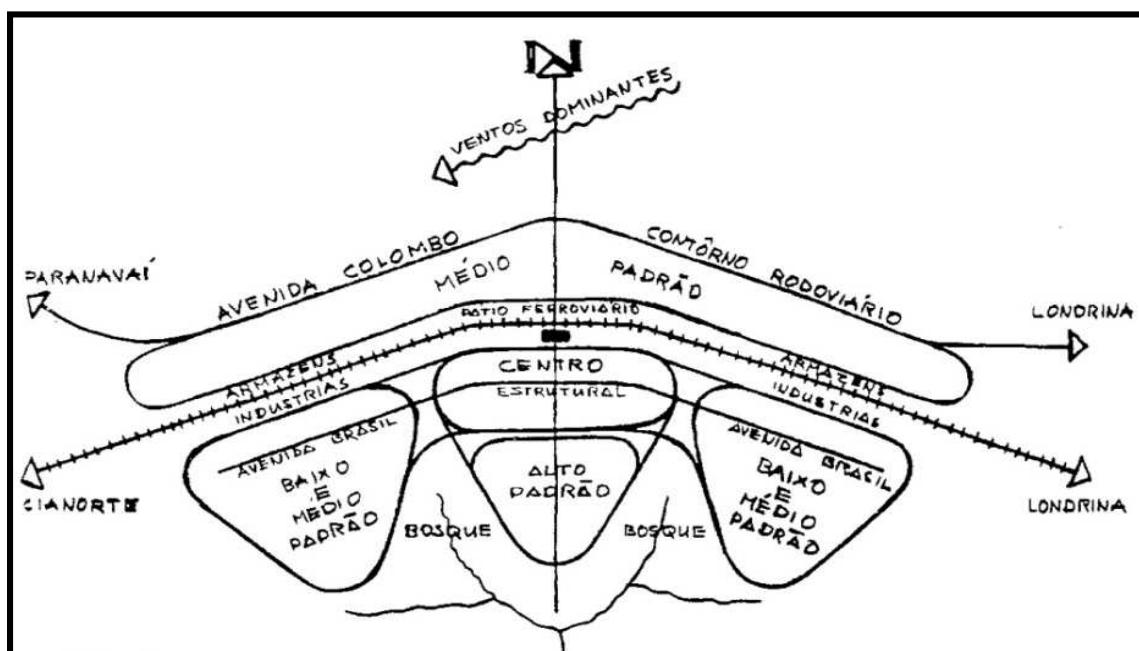 N
VENTOS DOMINANTES
PARANAVAÍ
AVENIDA COLOMBO
CONTÔRNO RODOVIÁRIO
MÉDIO
PADRÃO
LONDRINA
PATIO FERROVIÁRIO
ARMAZENS
ARMAZENS
INDUSTRIAS
INDUSTRIAS
CENTRO
ESTRUTURAL
AVENIDA BRASIL
AVENIDA BRASIL
BAIXO
E
MÉDIO
PADRÃO
ALTO
PADRÃO
BAIXO
E
MÉDIO
PADRÃO
CIANORTE
BOSQUE
BOSQUE
LONDRINA